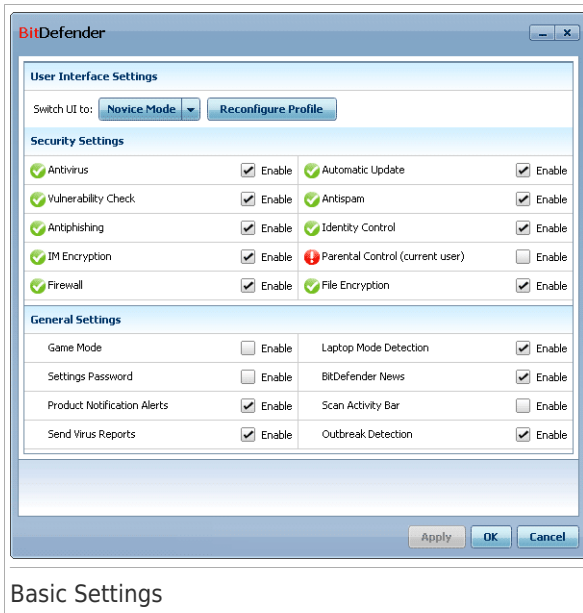 BitDefender
User Interface Settings
Switch UI to: Novice Mode Reconfigure Profile
Security Settings
Antivirus Enable Automatic Update Enable
Vulnerability Check Enable Antispam Enable
Antiphishing Enable Identity Control Enable
IM Encryption Enable Parental Control (current user) Enable
Firewall Enable File Encryption Enable
General Settings
Game Mode Enable Laptop Mode Detection Enable
Settings Password Enable BitDefender News Enable
Product Notification Alerts Enable Scan Activity Bar Enable
Send Virus Reports Enable Outbreak Detection Enable
Apply OK Cancel
Basic Settings